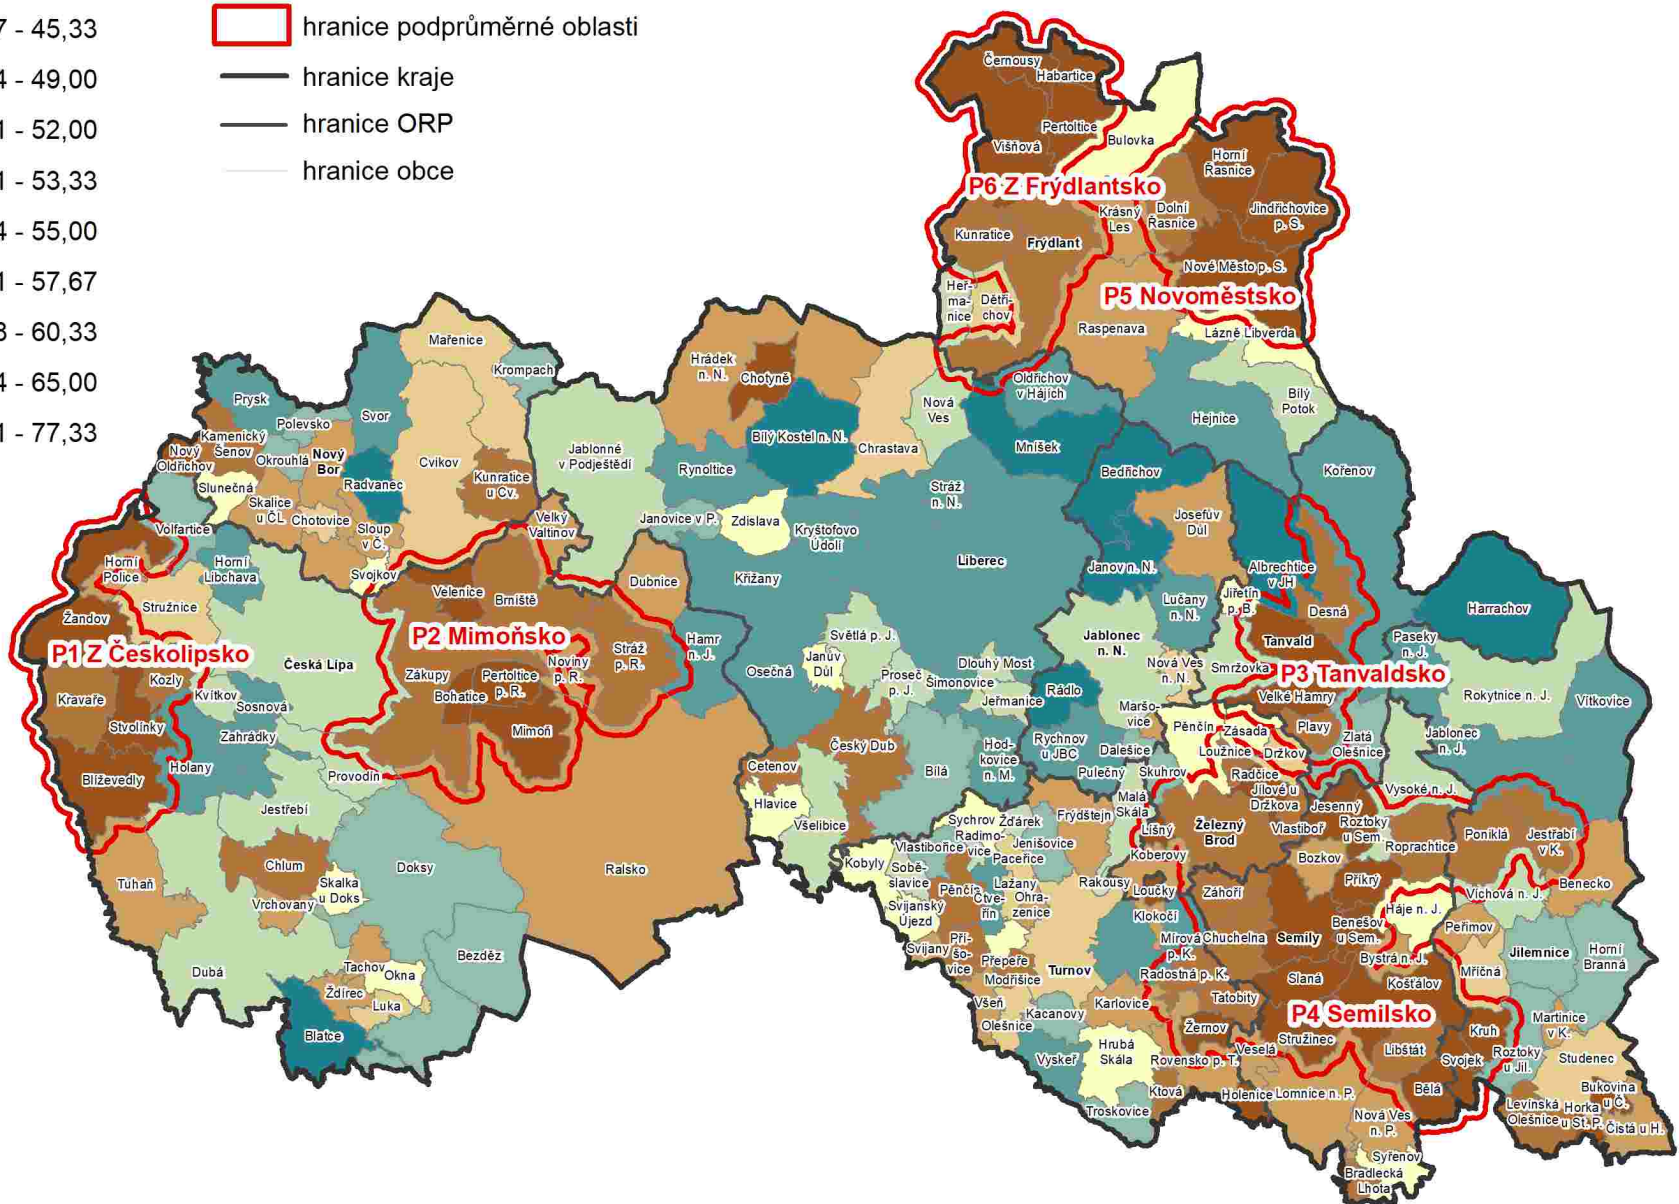 7 - 45,33
4 - 49,00
1 - 52,00
1 - 53,33
4 - 55,00
1 - 57,67
3 - 60,33
4 - 65,00
1 - 77,33
hranice podprůměrné oblasti
hranice kraje
hranice ORP
hranice obce
Černousy
Habartice
Pertoltice
Višňová
Bulovka
Horní
Řasnice
P6 Z Frýdlantsko
Krásný
Les
Dolní
Řasnice
Jindřichovice
p. S.
Kunratice
Frýdlant
Nové Město p. S.
P5 Novoměstsko
Heř-
ma-
nice
Dětři-
chov
Raspenava
Lázně Libverda
Bílý
Potok
Hejnice
Oldřichov
v Hájích
Mníšek
Mařenice
Krompach
Hrádek
n. N.
Chotyně
Nová
Ves
Bílý Kostel n. N.
Chrastava
Prysk
Polevsko
Svor
Kamenický
Šenov
Nový
Oldřichov
Okrouhlá
Nový
Bor
Slunečná
Skalice
u ČL
Chotovice
Radvanec
Cvikov
Kunratice
u Cv.
Jablonné
v Podještědí
Rynoltice
Janovice v P.
Zdislava
Kryštofovo
Údolí
Stráž
n. N.
Liberec
Bedřichov
Kořenov
Josefův
Důl
Janov n. N.
Albrechtice
v JH
Lučany
n. N.
Jiřetín
p. B.
Desná
Harrachov
Volfartice
Sloup
v Č.
Velký
Valtinov
Svojkov
Horní
Police
Horní
Libchava
Stružnice
Žandov
P1 Z Českolipsko
Česká Lípa
Velenice
Brniště
P2 Mimoňsko
Dubnice
Křižany
Hamr
n. J.
Stráž
p. R.
Noviny
p. R.
Zákupy
Pertoltice
p. R.
Bohatice
Mimoň
Kozly
Kravaře
Kvítkov
Sosnová
Stvolínky
Zahrádky
Holany
Blíževedly
Provodín
Jestřebí
Osečná
Janův
Důl
Světlá p. J.
Proseč
p. J.
Šimonovice
Dlouhý Most
Jeřmanice
Rádlo
Jablonec
n. N.
Nová Ves
n. N.
Smržovka
Tanvald
P3 Tanvaldsko
Velké Hamry
Plavy
Zlatá
Olešnice
Paseky
n. J.
Rokytnice n. J.
Vítkovice
Jablonec
n. J.
Maršo-
vice
Pěnčín
Zásada
Loužnice
Držkov
Radčice
Jílové u
Držkova
Rychnov
u JBC
Dalešice
Pulečný
Skuhrov
Hod-
kovice
n. M.
Český Dub
Bílá
Cetenov
Hlavice
Všelibice
Kobyly
Sychrov
Radimo-
vice
Vlastibořice
Žďárek
Jenišovice
Paceřice
Frýdštejn
Malá
Skála
Líšný
Železný
Brod
Vlastiboř
Jesenný
Roztoky
u Sem.
Roprachtice
Vysoké n. J.
Poniklá
Jestřabí
v K.
Bozkov
Koberovy
Rakousy
Loučky
Záhoří
Příkrý
Benešov
u Sem.
Háje n. J.
Víchová n. J.
Benecko
Peřimov
Sobě-
slavice
Svijanský
Újezd
Pěnčín
Čtve-
řín
Lažany
Ohra-
zenice
Svijany
Pří-
šo-
vice
Přepeře
Modřišice
Turnov
Klokočí
Mírová
p. K.
Chuchelna
Semily
Bystrá n. J.
Mříčná
Jilemnice
Horní
Branná
Slaná
Košťálov
Radostná p. K.
Tatobity
P4 Semilsko
Stružinec
Karlovice
Žernov
Veselá
Rovensko p. T.
Všeň
Olešnice
Kacanovy
Vyskeř
Hrubá
Skála
Troskovice
Ktová
Holenice
Lomnice n. P.
Libštát
Kruh
Svojek
Bělá
Roztoky
u Jil.
Martinice
v K.
Studenec
Bukovina
u Č.
Levínská
Olešnice
Horka
u St. P.
Čistá u H.
Nová Ves
n. P.
Syřenov
Bradlecká
Lhota
Tuhaň
Chlum
Skalka
u Doks
Vrchovany
Doksy
Ralsko
Dubá
Tachov
Okna
Ždírec
Luka
Bezděz
Blatce